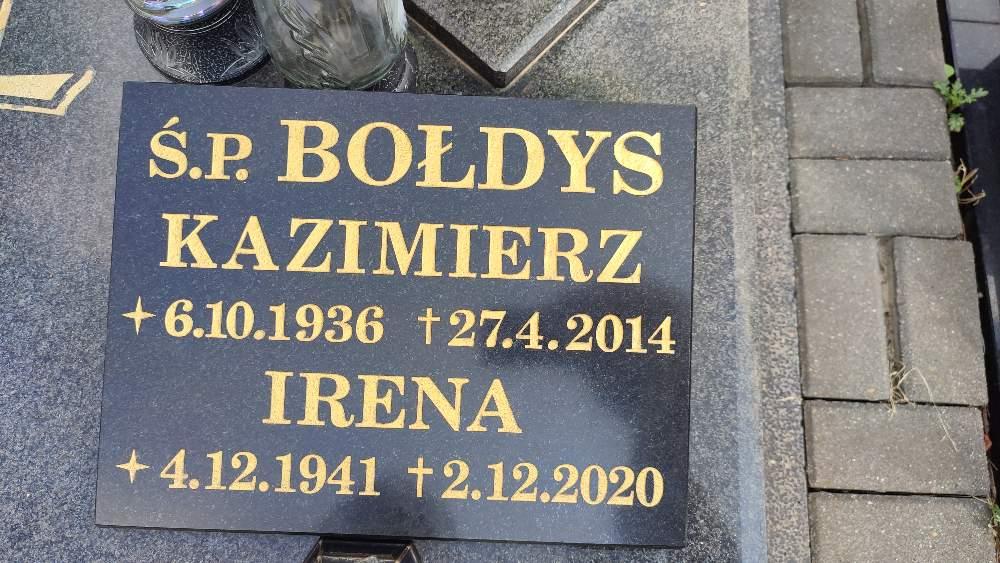 Ś.P. BOŁDYS
KAZIMIERZ
6.10.1936 †27.4.2014
IRENA
4.12.1941 †2.12.2020